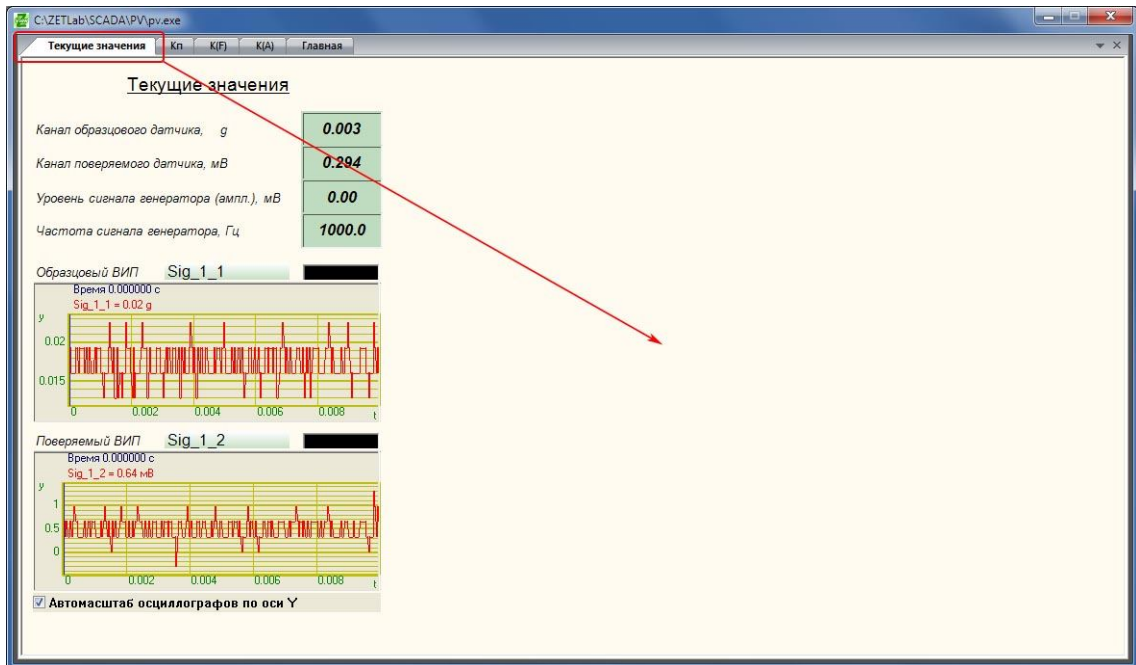 C:\ZETLab\SCADA\PV\pv.exe
Текущие значения Кп K(F) K(A) Главная
Текущие значения
Канал образцового датчика, g 0.003
Канал поверяемого датчика, мВ 0.294
Уровень сигнала генератора (ампл.), мВ 0.00
Частота сигнала генератора, Гц 1000.0
Образцовый ВИП Sig_1_1
Время 0.000000 с
Sig_1_1 = 0.02 g
y
0.02
0.015
0 0.002 0.004 0.006 0.008 t
Поверяемый ВИП Sig_1_2
Время 0.000000 с
Sig_1_2 = 0.64 мВ
y
1
0.5
0
0 0.002 0.004 0.006 0.008 t
Автомасштаб осциллографов по оси Y